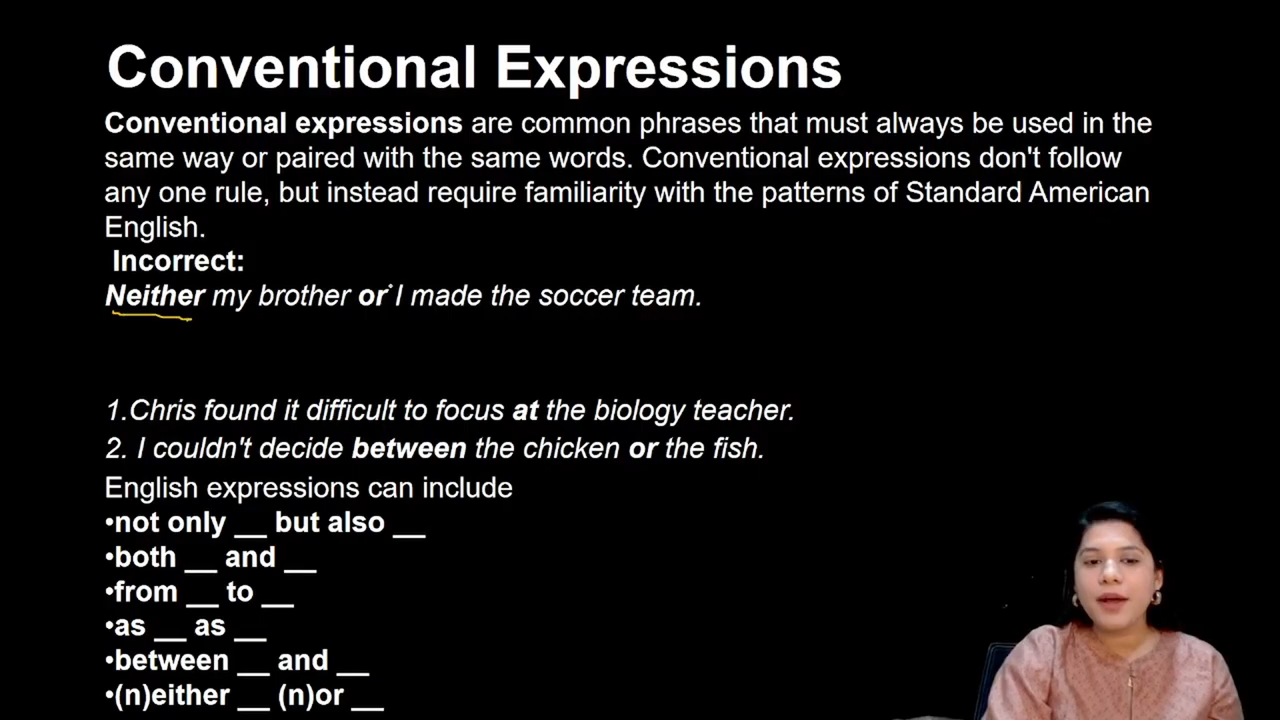 Conventional Expressions
Conventional expressions are common phrases that must always be used in the
same way or paired with the same words. Conventional expressions don't follow
any one rule, but instead require familiarity with the patterns of Standard American
English.
Incorrect:
Neither my brother or I made the soccer team.
1.Chris found it difficult to focus at the biology teacher.
2. I couldn't decide between the chicken or the fish.
English expressions can include
•not only __ but also __
•both __ and __
•from __ to __
•as __ as __
•between __ and __
•(n)either __ (n)or __